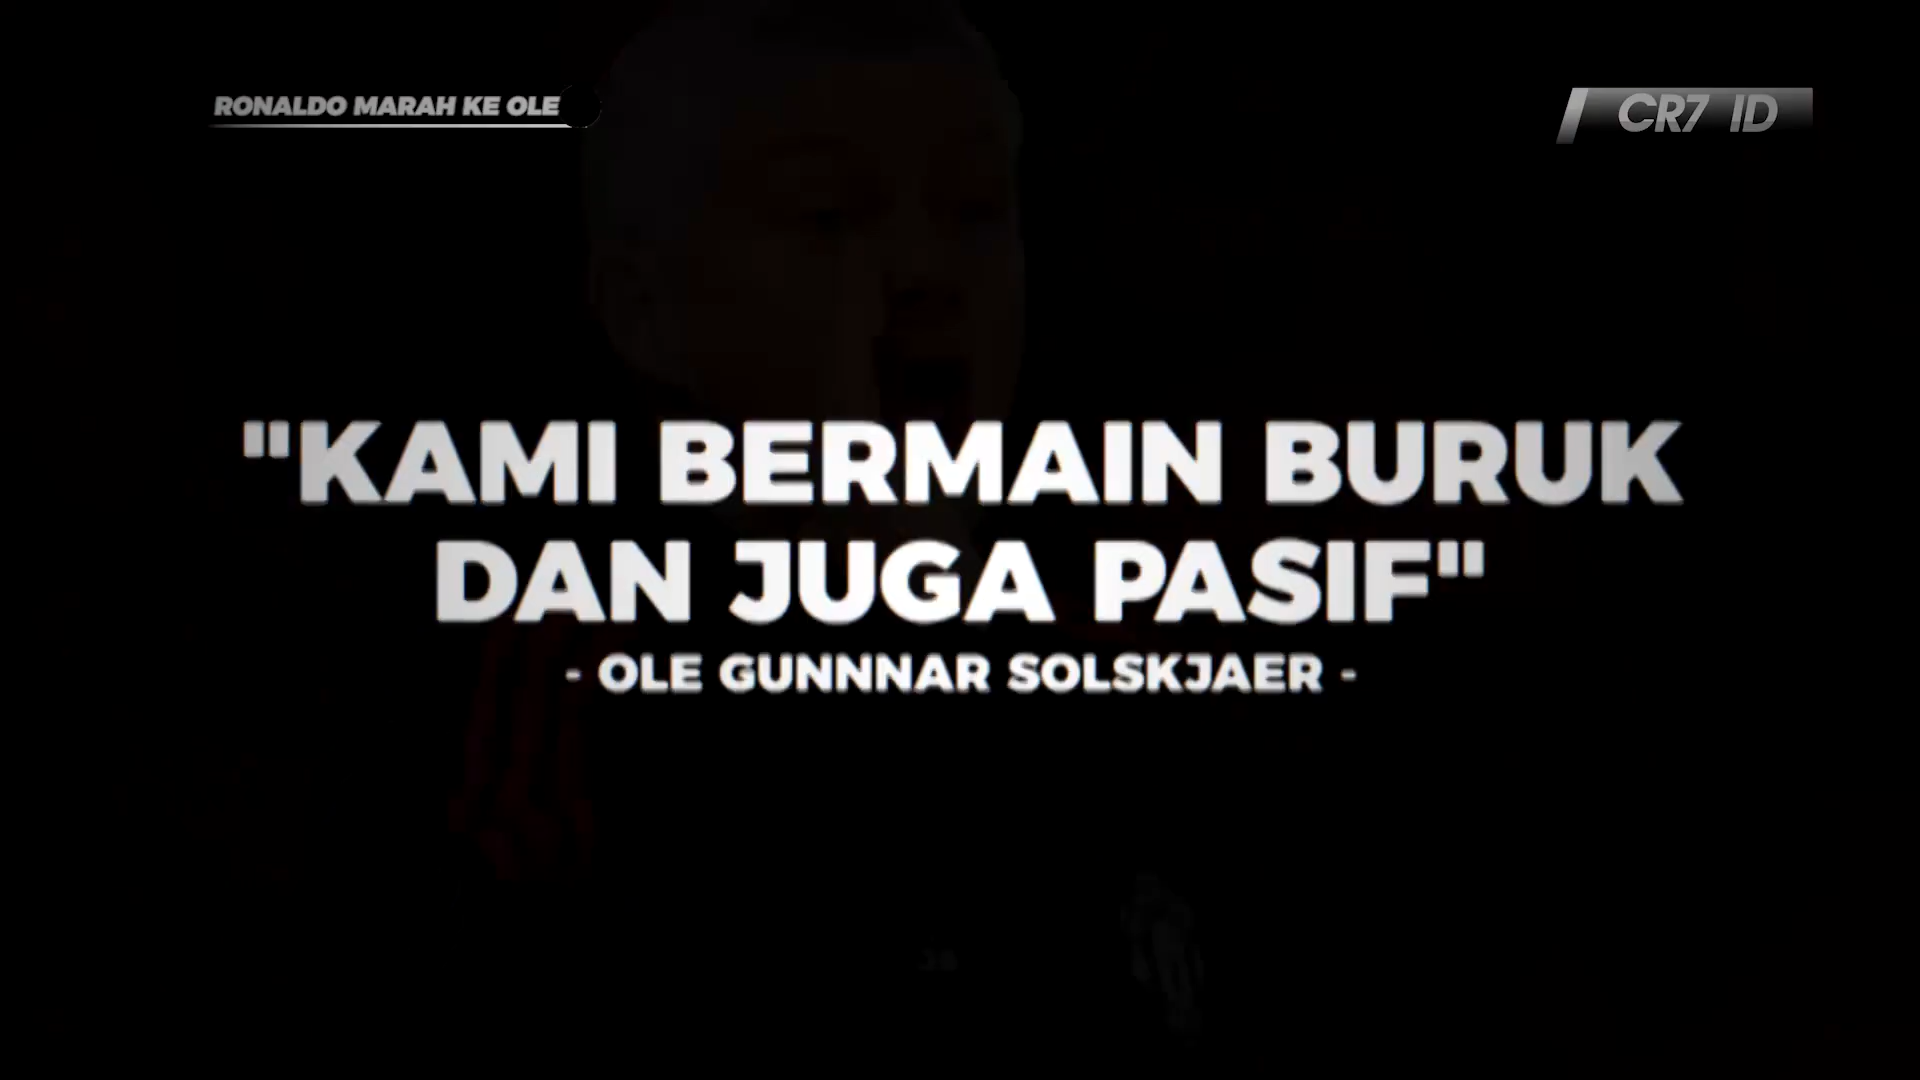 RONALDO MARAH KE OLE
CR7 ID
"KAMI BERMAIN BURUK
DAN JUGA PASIF"
- OLE GUNNNAR SOLSKJAER -